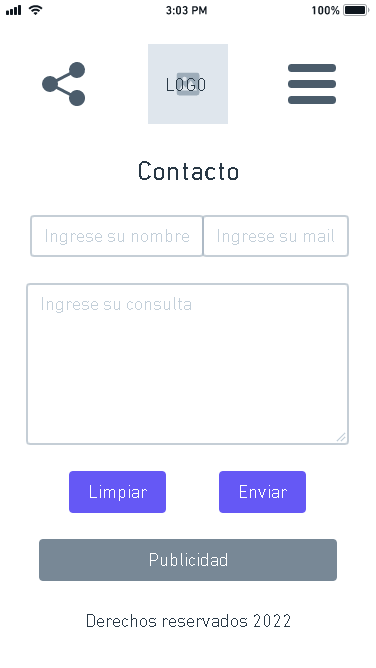 3:03 PM 100%
LOGO
Contacto
Ingrese su nombre Ingrese su mail
Ingrese su consulta
Limpiar Enviar
Publicidad
Derechos reservados 2022